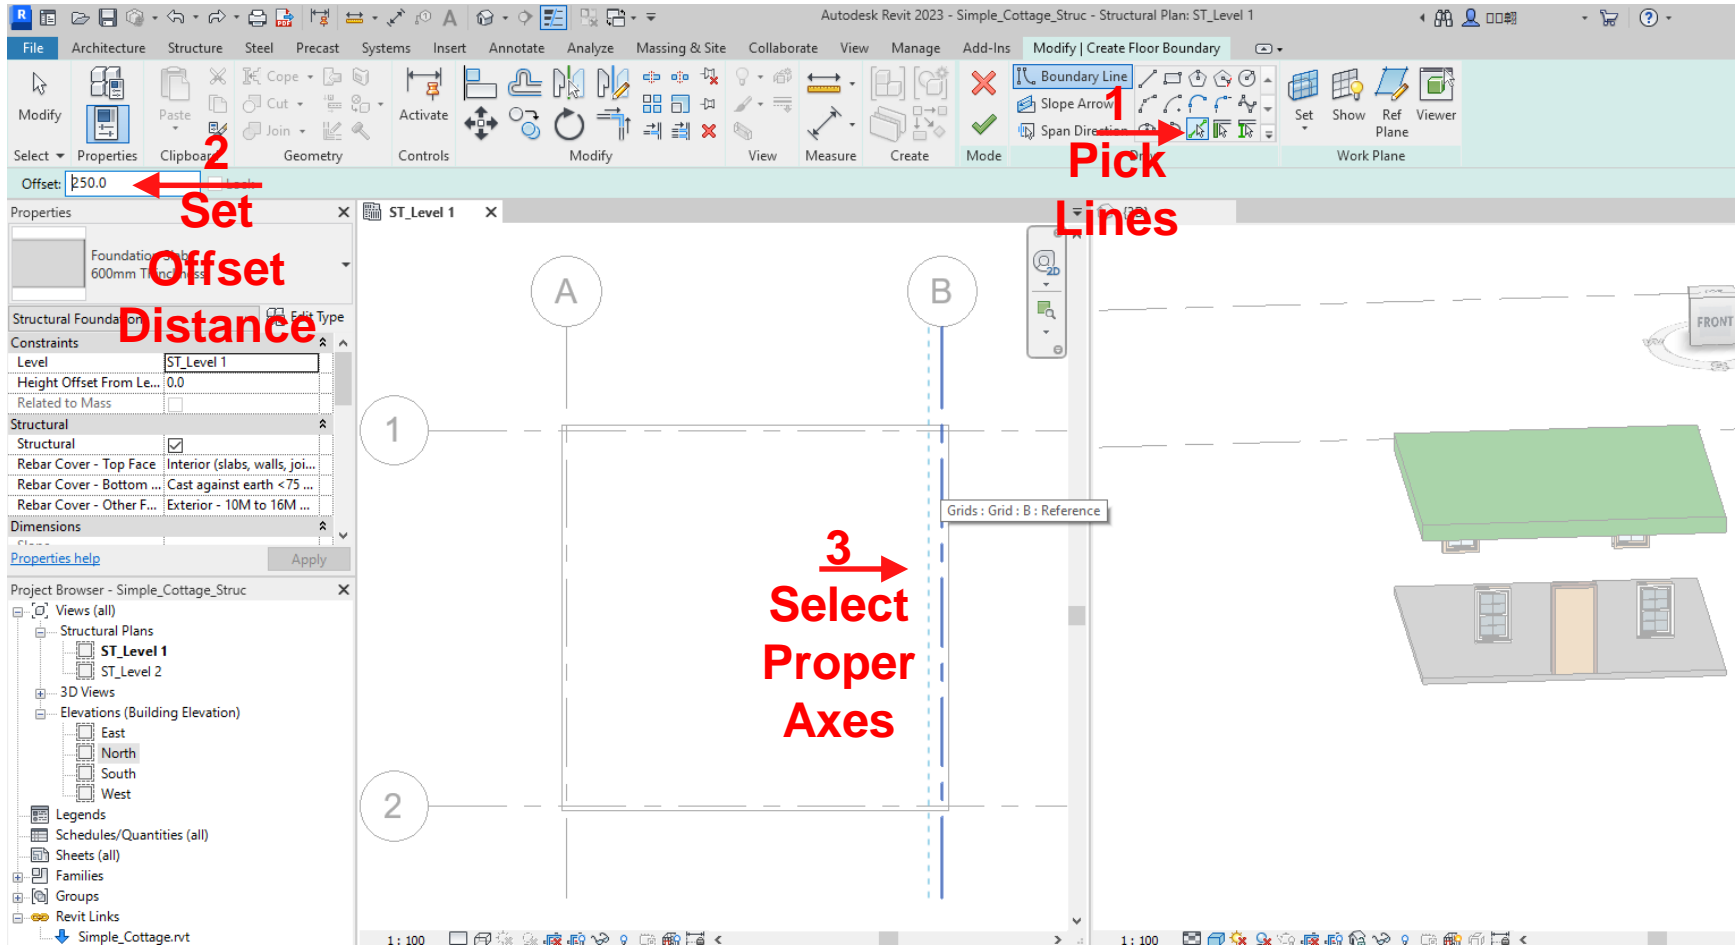 Autodesk Revit 2023 - Simple_Cottage_Struc - Structural Plan: ST_Level 1
File Architecture Structure Steel Precast Systems Insert Annotate Analyze Massing & Site Collaborate View Manage Add-Ins Modify | Create Floor Boundary
Modify
Select
Properties
Paste
Clipboard
Cope
Cut
Join
Geometry
Activate
Controls
Modify
View
Measure
Create
Mode
Boundary Line
Slope Arrow
Span Direction
Set
Show
Ref Plane
Viewer
Work Plane
1
Pick
Lines
2
Set
Offset
Distance
Offset: 250.0
Properties
Foundation Slab
600mm Thinckness
Structural Foundation
Edit Type
Constraints
Level ST_Level 1
Height Offset From Le... 0.0
Related to Mass
Structural
Structural
Rebar Cover - Top Face Interior (slabs, walls, joi...
Rebar Cover - Bottom ... Cast against earth <75 ...
Rebar Cover - Other F... Exterior - 10M to 16M ...
Dimensions
Properties help
Apply
Project Browser - Simple_Cottage_Struc
Views (all)
Structural Plans
ST_Level 1
ST_Level 2
3D Views
Elevations (Building Elevation)
East
North
South
West
Legends
Schedules/Quantities (all)
Sheets (all)
Families
Groups
Revit Links
Simple_Cottage.rvt
ST_Level 1
A
B
1
2
2D
Grids : Grid : B : Reference
3
Select
Proper
Axes
1 : 100
{3D}
FRONT
1 : 100